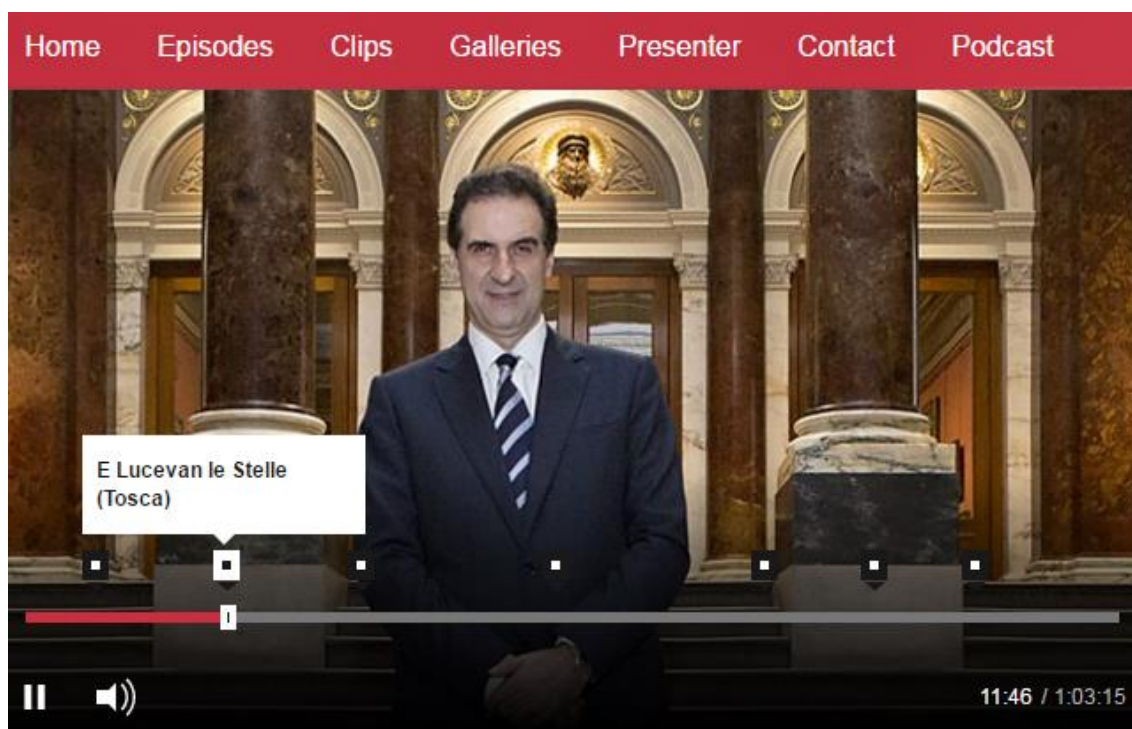 Home Episodes Clips Galleries Presenter Contact Podcast
E Lucevan le Stelle
(Tosca)
11:46 / 1:03:15